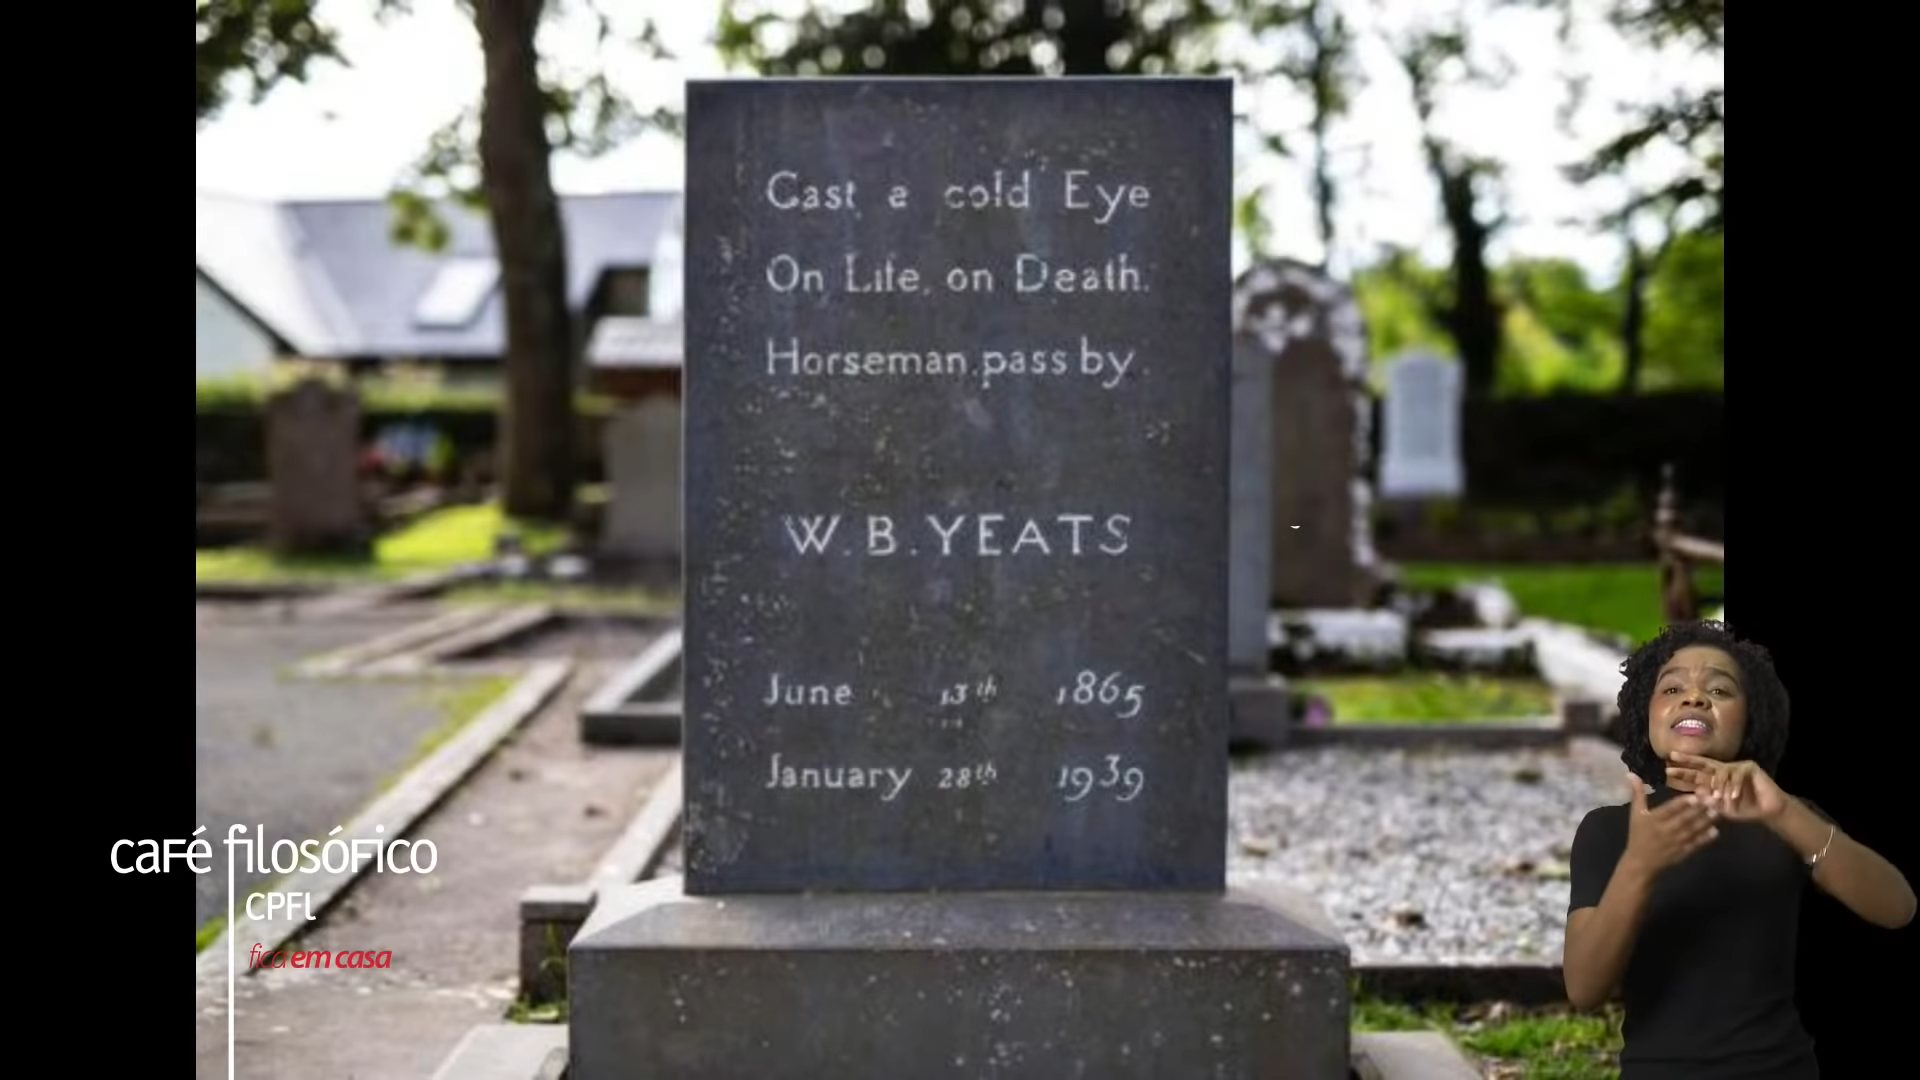 Cast a cold Eye
On Life, on Death.
Horseman, pass by.
W. B. YEATS
June 13th 1865
January 28th 1939
café filosófico
CPFL
fica em casa